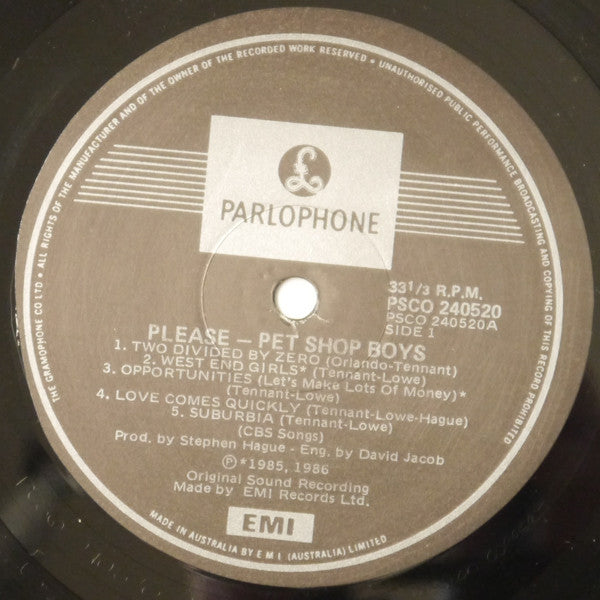 THE GRAMOPHONE CO LTD • ALL RIGHTS OF THE MANUFACTURER AND OF THE OWNER OF THE RECORDED WORK RESERVED • UNAUTHORISED PUBLIC PERFORMANCE BROADCASTING AND COPYING OF THIS RECORD PROHIBITED
£
PARLOPHONE
33 1/3 R.P.M.
PSCO 240520
PSCO 240520A
SIDE 1
PLEASE – PET SHOP BOYS
1. TWO DIVIDED BY ZERO (Orlando-Tennant)
2. WEST END GIRLS* (Tennant-Lowe)
3. OPPORTUNITIES (Let's Make Lots Of Money)*
(Tennant-Lowe)
4. LOVE COMES QUICKLY (Tennant-Lowe-Hague)
5. SUBURBIA (Tennant-Lowe)
(CBS Songs)
Prod. by Stephen Hague - Eng. by David Jacob
Ⓟ *1985, 1986
Original Sound Recording
Made by EMI Records Ltd.
EMI
MADE IN AUSTRALIA BY E M I (AUSTRALIA) LIMITED